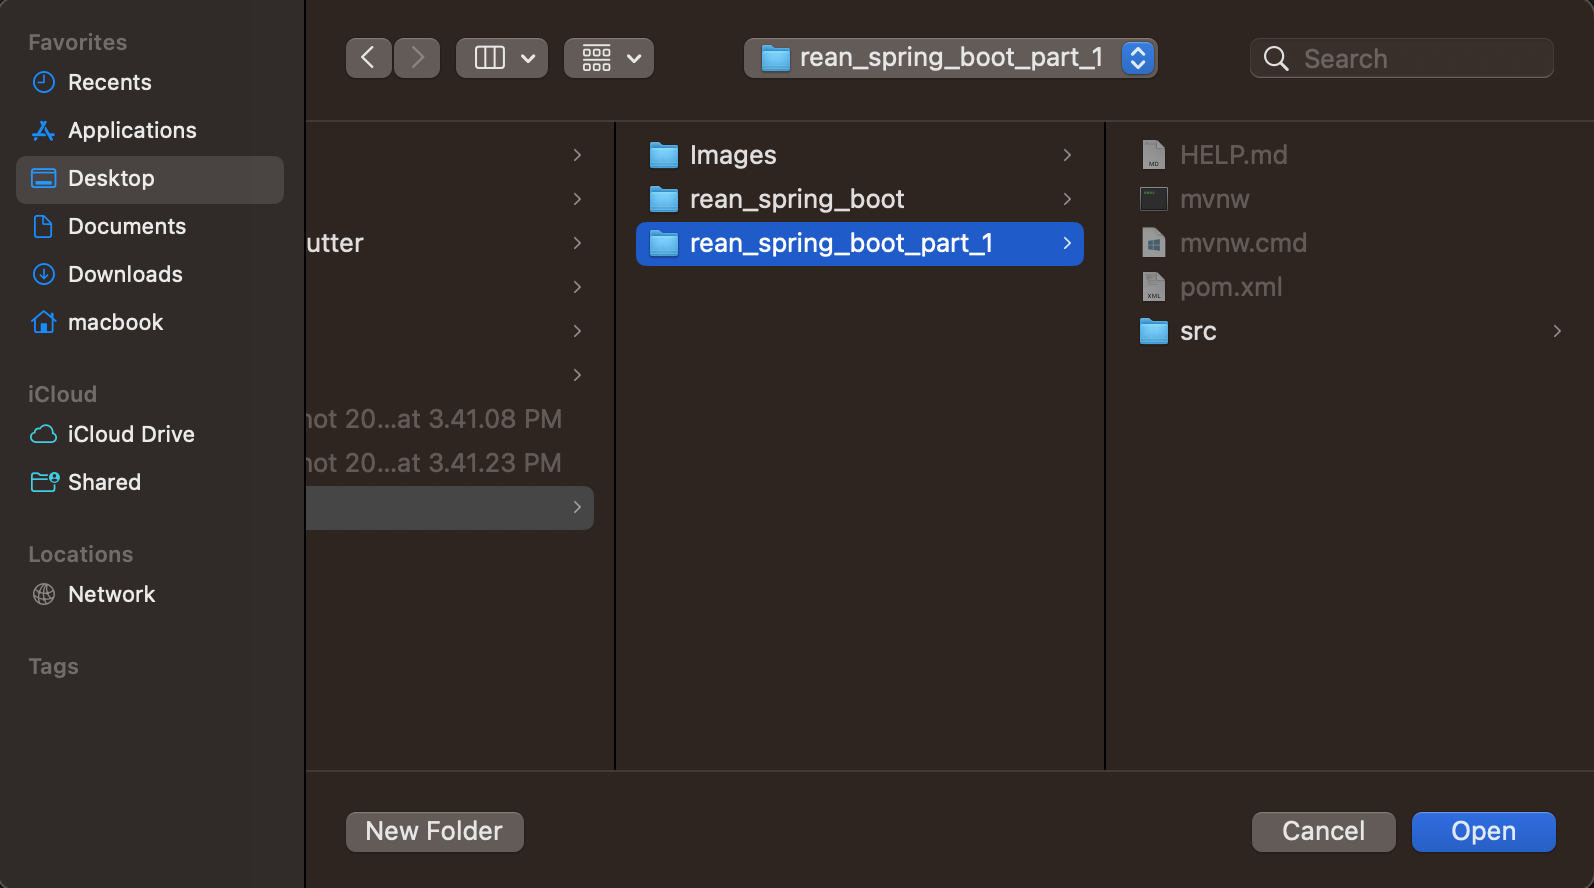 Favorites
Recents
Applications
Desktop
Documents
Downloads
macbook
iCloud
iCloud Drive
Shared
Locations
Network
Tags
rean_spring_boot_part_1
Search
utter
20...at 3.41.08 PM
20...at 3.41.23 PM
Images
rean_spring_boot
rean_spring_boot_part_1
HELP.md
mvnw
mvnw.cmd
pom.xml
src
MD
XML
New Folder
Cancel
Open